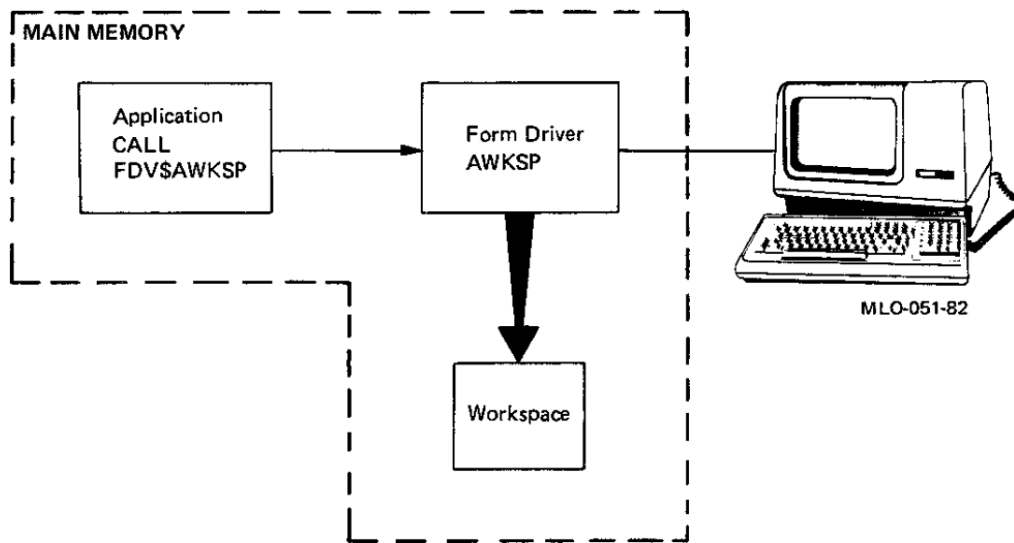 MAIN MEMORY
Application
CALL
FDV$AWKSP
Form Driver
AWKSP
MLO-051-82
Workspace